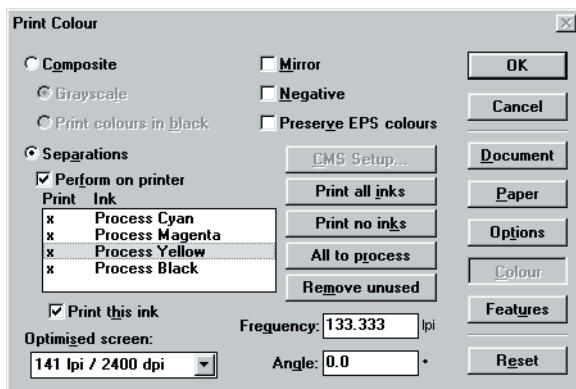 Print Colour
Composite
Grayscale
Print colours in black
Mirror
Negative
Preserve EPS colours
Separations
Perform on printer
Print Ink
x Process Cyan
x Process Magenta
x Process Yellow
x Process Black
Print this ink
Optimised screen:
141 lpi / 2400 dpi
CMS Setup...
Print all inks
Print no inks
All to process
Remove unused
Frequency: 133.333 lpi
Angle: 0.0 °
OK
Cancel
Document
Paper
Options
Colour
Features
Reset